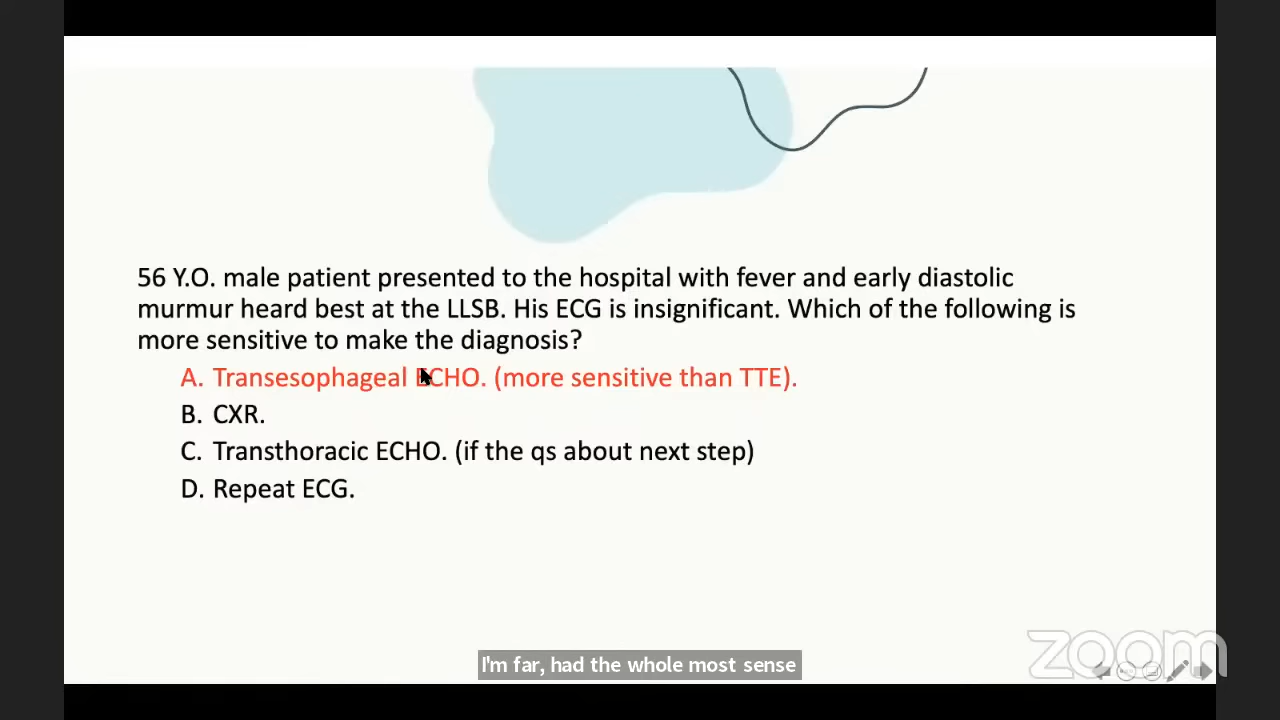 56 Y.O. male patient presented to the hospital with fever and early diastolic
murmur heard best at the LLSB. His ECG is insignificant. Which of the following is
more sensitive to make the diagnosis?
A. Transesophageal ECHO. (more sensitive than TTE).
B. CXR.
C. Transthoracic ECHO. (if the qs about next step)
D. Repeat ECG.
I'm far, had the whole most sense
zoom